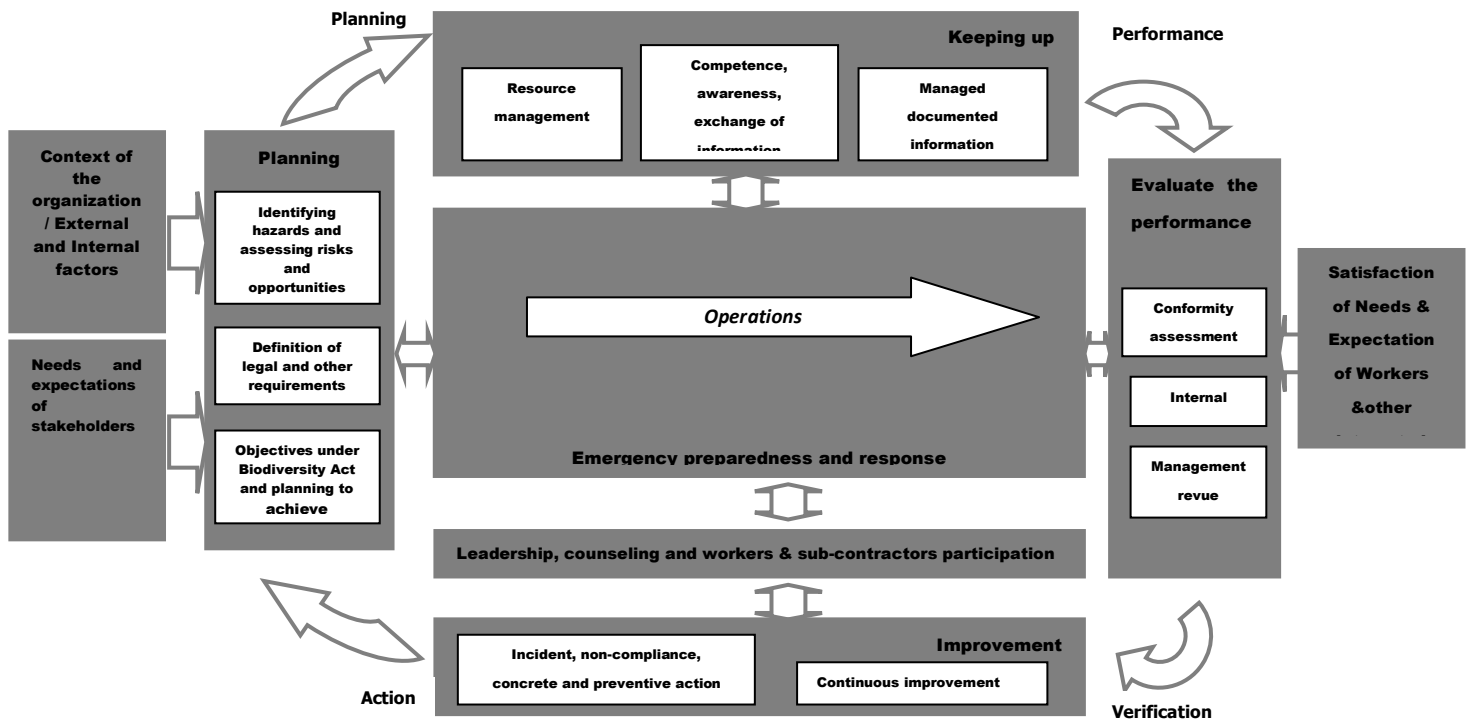 Planning
Keeping up
Performance
Resource
management
Competence,
awareness,
exchange of
information
Managed
documented
information
Context of
the
organization
/ External
and Internal
factors
Needs and
expectations
of
stakeholders
Planning
Identifying
hazards and
assessing risks
and
opportunities
Definition of
legal and other
requirements
Objectives under
Biodiversity Act
and planning to
achieve
Operations
Emergency preparedness and response
Evaluate the
performance
Conformity
assessment
Internal
Management
revue
Satisfaction
of Needs &
Expectation
of Workers
&other
Leadership, counseling and workers & sub-contractors participation
Improvement
Incident, non-compliance,
concrete and preventive action
Continuous improvement
Action
Verification